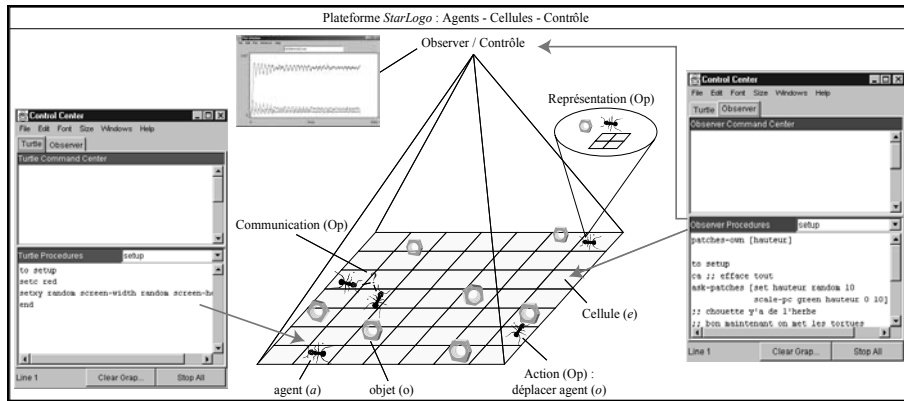 Plateforme StarLogo : Agents - Cellules - Contrôle
Observer / Contrôle
Représentation (Op)
Communication (Op)
Cellule (e)
agent (a)
objet (o)
Action (Op) :
déplacer agent (o)
Control Center
File Edit Font Size Windows Help
Turtle Observer
Turtle Command Center
Turtle Procedures setup
to setup
setc red
setxy random screen-width random screen-he
end
Line 1 Clear Grap... Stop All
Control Center
File Edit Font Size Windows Help
Turtle Observer
Observer Command Center
Observer Procedures setup
patches-own [hauteur]
to setup
ca ;; efface tout
ask-patches [set hauteur random 10
scale-pc green hauteur 0 10]
;; chouette y'a de l'herbe
;; bon maintenant on met les tortues
Line 1 Clear Grap... Stop All